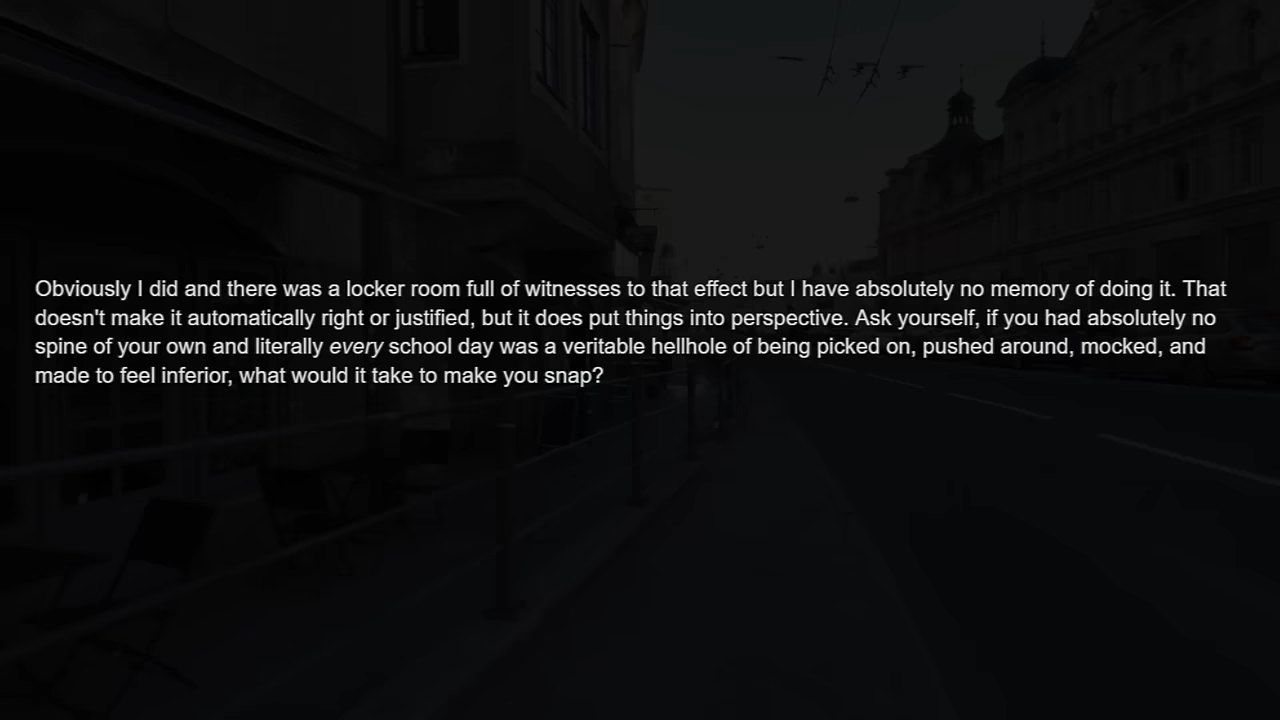 Obviously I did and there was a locker room full of witnesses to that effect but I have absolutely no memory of doing it. That
doesn't make it automatically right or justified, but it does put things into perspective. Ask yourself, if you had absolutely no
spine of your own and literally every school day was a veritable hellhole of being picked on, pushed around, mocked, and
made to feel inferior, what would it take to make you snap?